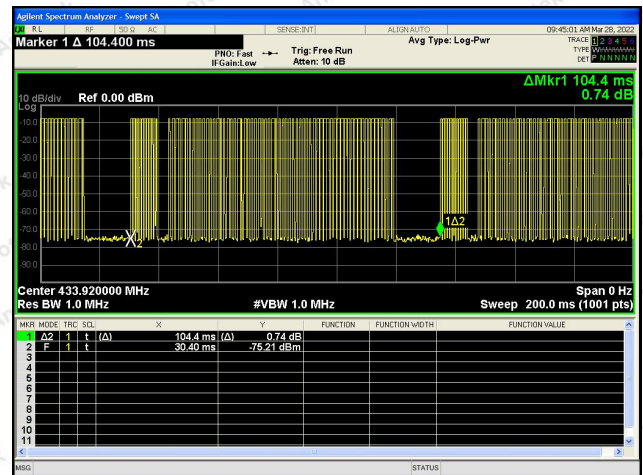 Agilent Spectrum Analyzer - Swept SA
RL RF 50 Ω AC SENSE:INT ALIGN AUTO 09:45:01 AM Mar 28, 2022
Marker 1 Δ 104.400 ms
PNO: Fast Trig: Free Run Avg Type: Log-Pwr TRACE 1 2 3 4 5 6
TYPE
IFGain:Low Atten: 10 dB DET P N N N N N
ΔMkr1 104.4 ms
10 dB/div Ref 0.00 dBm 0.74 dB
Log
-10.0
-20.0
-30.0
-40.0
-50.0
-60.0
-70.0
1Δ2
-80.0
2
-90.0
Center 433.920000 MHz Span 0 Hz
Res BW 1.0 MHz #VBW 1.0 MHz Sweep 200.0 ms (1001 pts)
MKR MODE TRC SCL X Y FUNCTION FUNCTION WIDTH FUNCTION VALUE
1 Δ2 1 t (Δ) 104.4 ms (Δ) 0.74 dB
2 F 1 t 30.40 ms -75.21 dBm
3
4
5
6
7
8
9
10
11
MSG STATUS